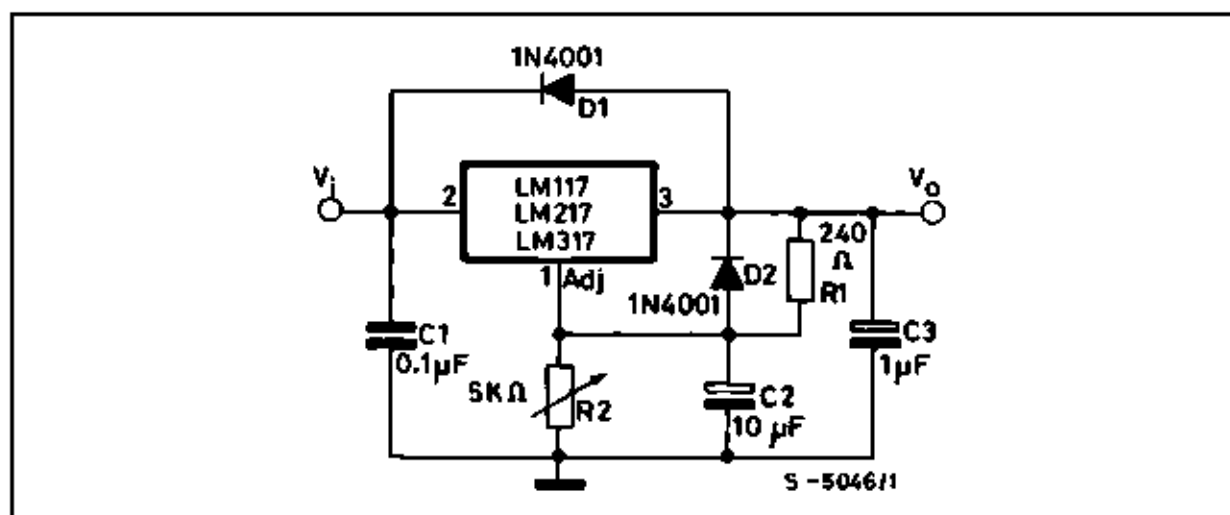 1N4001
D1
Vi
2
LM117
LM217
LM317
3
Vo
1
Adj
D2
1N4001
240
Ω
R1
C1
0.1µF
5KΩ
R2
C2
10 µF
C3
1µF
S-5046/1